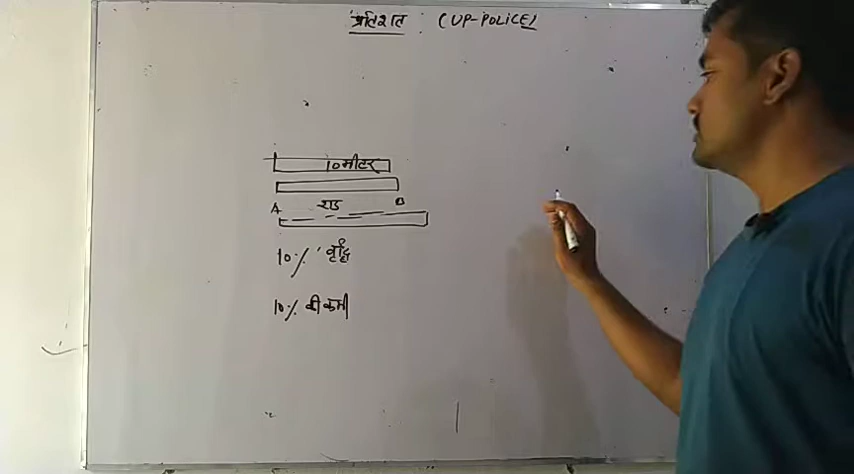 प्रतिशत : (UP-POLICE)
10मीटर
A राड B
10% वृद्धि
10% की कमी